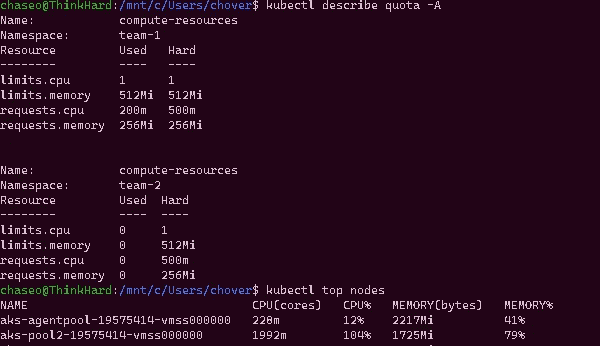 chaseo@ThinkHard:/mnt/c/Users/chover$ kubectl describe quota -A
Name: compute-resources
Namespace: team-1
Resource Used Hard
-------- ---- ----
limits.cpu 1 1
limits.memory 512Mi 512Mi
requests.cpu 200m 500m
requests.memory 256Mi 256Mi
Name: compute-resources
Namespace: team-2
Resource Used Hard
-------- ---- ----
limits.cpu 0 1
limits.memory 0 512Mi
requests.cpu 0 500m
requests.memory 0 256Mi
chaseo@ThinkHard:/mnt/c/Users/chover$ kubectl top nodes
NAME CPU(cores) CPU% MEMORY(bytes) MEMORY%
aks-agentpool-19575414-vmss000000 228m 12% 2217Mi 41%
aks-pool2-19575414-vmss000000 1992m 104% 1725Mi 79%